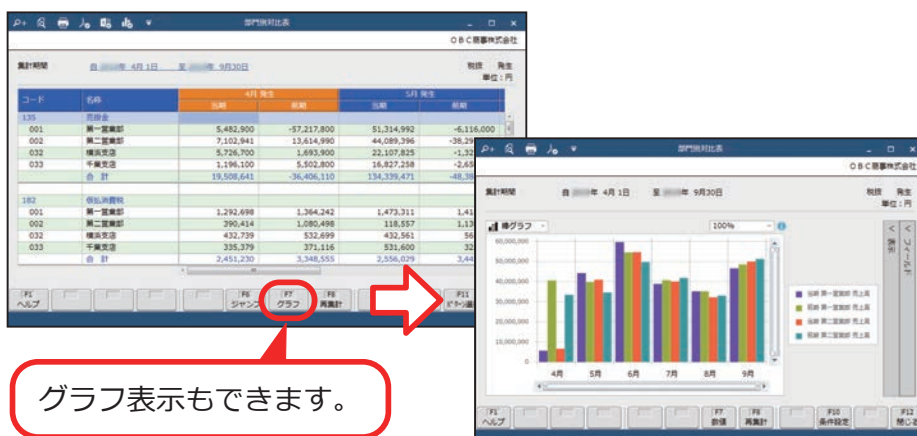 部門別対比表
OBC商事株式会社
集計期間 自 年 4月 1日 至 年 9月30日 税抜 発生
単位：円
コード 名称 4月 発生 5月 発生
当期 前期 当期 前期
135 売掛金
001 第一営業部 5,482,900 -57,217,800 51,314,992 -6,116,000
002 第二営業部 7,102,941 13,614,990 44,089,396
032 横浜支店 5,726,700 1,693,900 22,107,825
033 千葉支店 1,196,100 5,502,800 16,827,258
合 計 19,508,641 -36,406,110 134,339,471
182 仮払消費税
001 第一営業部 1,292,698 1,364,242 1,473,311
002 第二営業部 390,414 1,080,498 118,557
032 横浜支店 432,739 532,699 432,561
033 千葉支店 335,379 371,116 531,600
合 計 2,451,230 3,348,555 2,556,029
F1 F6 F7 F8 F11
ヘルプ ジャンプ グラフ 再集計
グラフ表示もできます。
部門別対比表
OBC商事株式会社
集計期間 自 年 4月 1日 至 年 9月30日 税抜 発生
単位：円
棒グラフ 100%
< 表示
< フィールド
60,000,000
50,000,000
40,000,000
30,000,000
20,000,000
10,000,000
0
4月 5月 6月 7月 8月 9月
当期 第一営業部 売上高
前期 第一営業部 売上高
当期 第二営業部 売上高
前期 第二営業部 売上高
F1 F7 F8 F10 F12
ヘルプ 数値 再集計 条件設定 閉じる